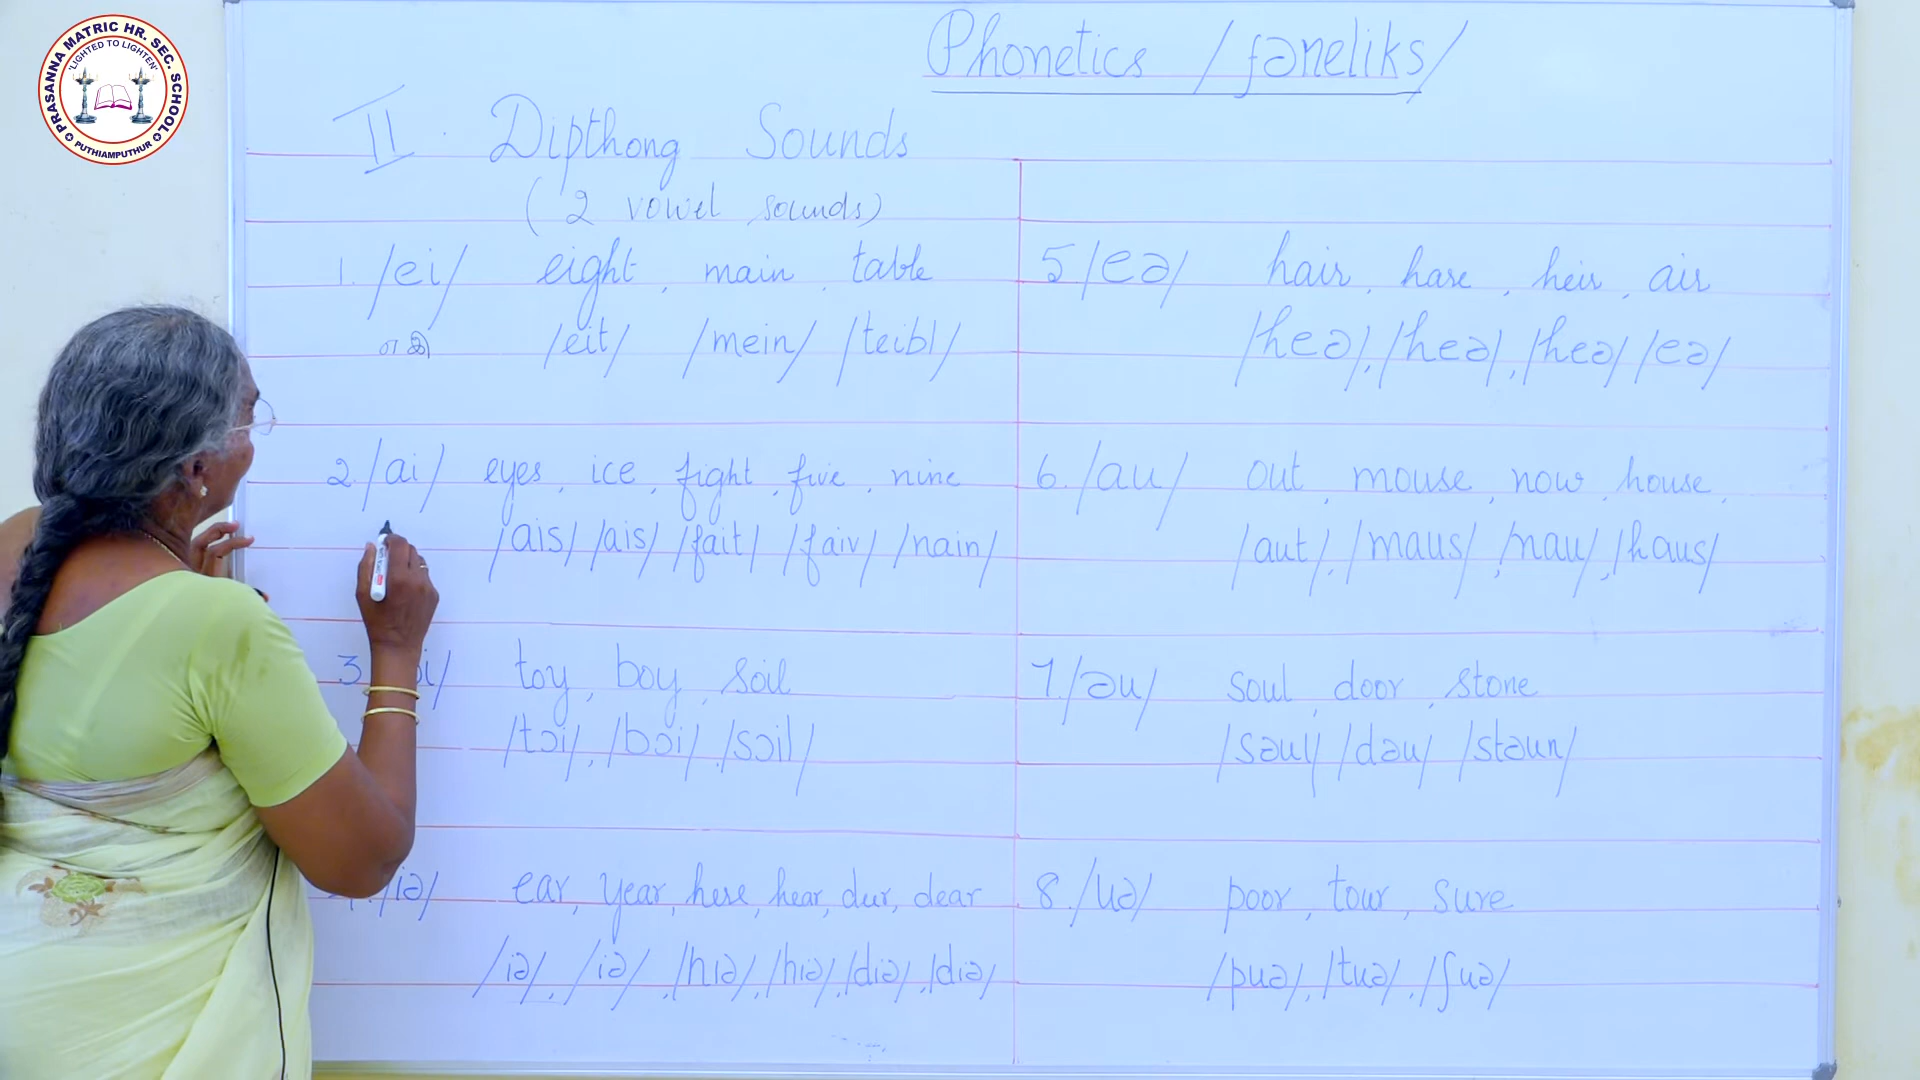 PRASANNA MATRIC HR. SEC. SCHOOL
"LIGHTED TO LIGHTEN"
PUTHIAMPUTHUR
Phonetics /fəneliks/
II. Dipthong Sounds
(2 vowel sounds)
1. /ei/ eight, main, table
எகி /eit/ /mein/ /teibl/
2. /ai/ eyes, ice, fight, five, nine
/ais/ /ais/ /fait/ /faiv/ /nain/
3. toy, boy, soil
/tɔi/, /bɔi/, /sɔil/
/iə/ ear, year, here, hear, dur, dear
/iə/, /iə/, /hiə/, /hiə/, /diə/, /diə/
5 /eə/ hair, hare, heir, air
/heə/, /heə/, /heə/ /eə/
6. /au/ out, mouse, now, house,
/aut/, /maus/, /nau/, /haus/
7. /əu/ soul, door, stone
/səul/ /dəu/ /stəun/
8. /uə/ poor, tour, sure
/puə/, /tuə/, /ʃuə/